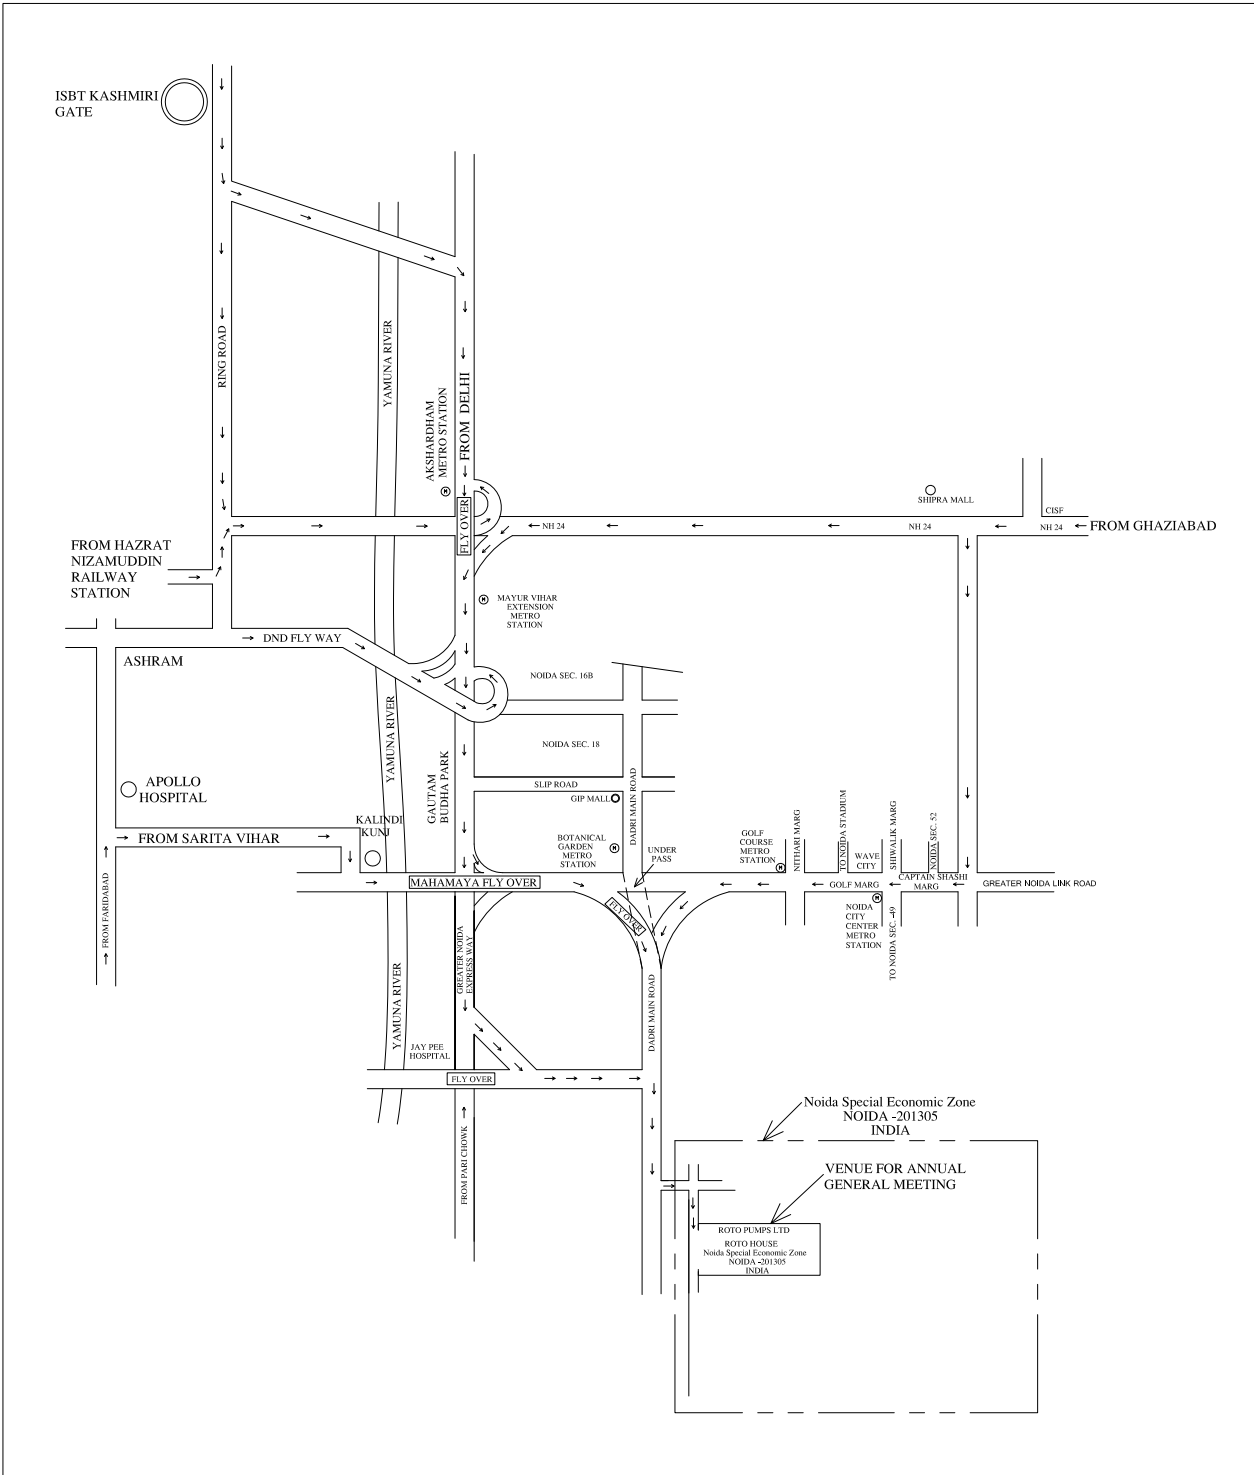 ISBT KASHMIRI
GATE
RING ROAD
YAMUNA RIVER
AKSHARDHAM
METRO STATION
FROM DELHI
M
FLY OVER
NH 24
SHIPRA MALL
NH 24
CISF
NH 24
FROM GHAZIABAD
FROM HAZRAT
NIZAMUDDIN
RAILWAY
STATION
M
MAYUR VIHAR
EXTENSION
METRO
STATION
DND FLY WAY
ASHRAM
NOIDA SEC. 16B
YAMUNA RIVER
GAUTAM
BUDHA PARK
NOIDA SEC. 18
SLIP ROAD
GIP MALL
DADRI MAIN ROAD
APOLLO
HOSPITAL
FROM SARITA VIHAR
KALINDI
KUNJ
BOTANICAL
GARDEN
METRO
STATION
M
UNDER
PASS
GOLF
COURSE
METRO
STATION
M
NITHARI MARG
TO NOIDA STADIUM
WAVE
CITY
SHIWALIK MARG
NOIDA SEC. 52
MAHAMAYA FLY OVER
GOLF MARG
CAPTAIN SHASHI
MARG
GREATER NOIDA LINK ROAD
FROM FARIDABAD
FLY OVER
M
NOIDA
CITY
CENTER
METRO
STATION
TO NOIDA SEC. -49
YAMUNA RIVER
GREATER NOIDA
EXPRESS WAY
DADRI MAIN ROAD
JAY PEE
HOSPITAL
FLY OVER
FROM PARI CHOWK
Noida Special Economic Zone
NOIDA -201305
INDIA
VENUE FOR ANNUAL
GENERAL MEETING
ROTO PUMPS LTD
ROTO HOUSE
Noida Special Economic Zone
NOIDA -201305
INDIA